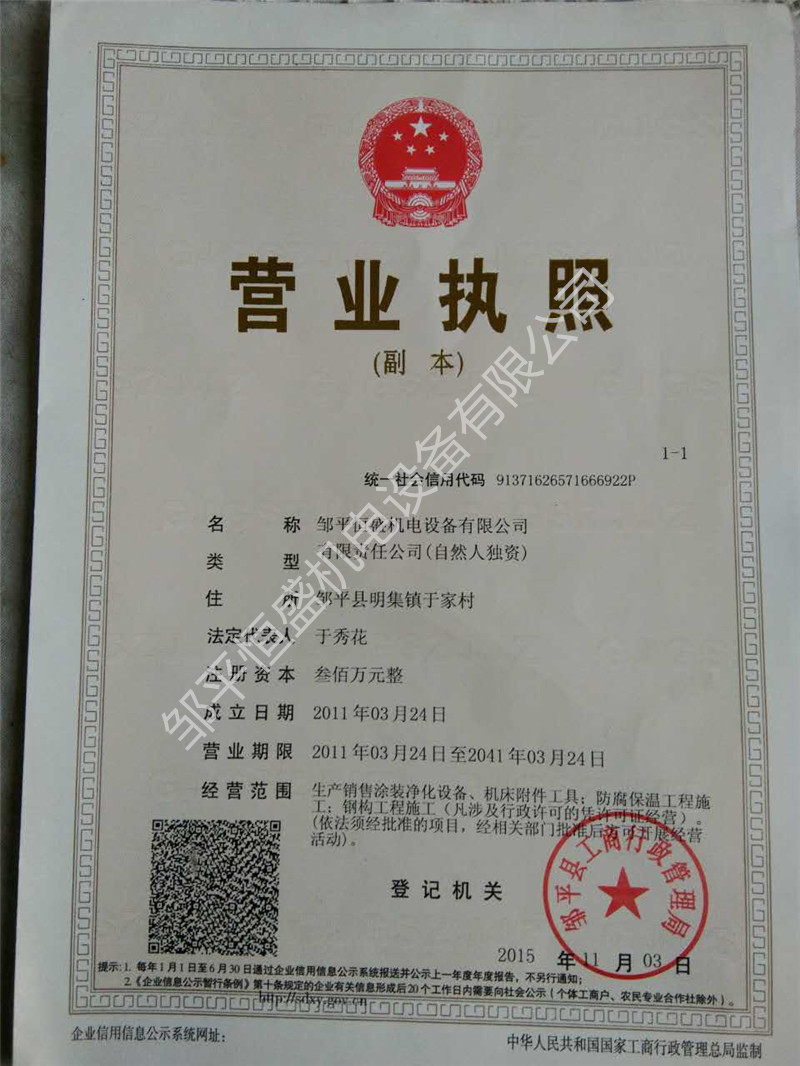 营业执照
(副 本)
1-1
统一社会信用代码 91371626571666922P
名 称 邹平恒盛机电设备有限公司
类 型 有限责任公司(自然人独资)
住 所 邹平县明集镇于家村
法定代表人 于秀花
注册资本 叁佰万元整
成立日期 2011年03月24日
营业期限 2011年03月24日至2041年03月24日
经营范围 生产销售涂装净化设备、机床附件工具；防腐保温工程施
工；钢构工程施工（凡涉及行政许可的凭许可证经营）。
(依法须经批准的项目，经相关部门批准后方可开展经营
活动)。
登记机关
邹平县工商行政管理局
2015 年 11 月 03 日
提示：1. 每年1月1日至6月30日通过企业信用信息公示系统报送并公示上一年度年度报告，不另行通知；
2.《企业信息公示暂行条例》第十条规定的企业有关信息形成后20个工作日内需要向社会公示（个体工商户、农民专业合作社除外）。
http://sdxy.gov.cn
企业信用信息公示系统网址：
中华人民共和国国家工商行政管理总局监制
邹平恒盛机电设备有限公司